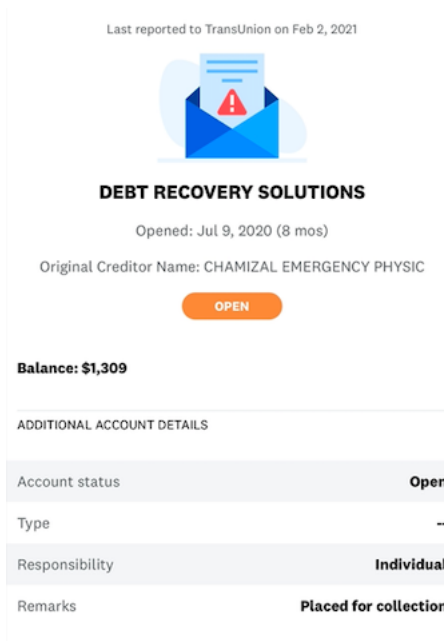 Last reported to TransUnion on Feb 2, 2021
DEBT RECOVERY SOLUTIONS
Opened: Jul 9, 2020 (8 mos)
Original Creditor Name: CHAMIZAL EMERGENCY PHYSIC
OPEN
Balance: $1,309
ADDITIONAL ACCOUNT DETAILS
Account status Open
Type --
Responsibility Individual
Remarks Placed for collection